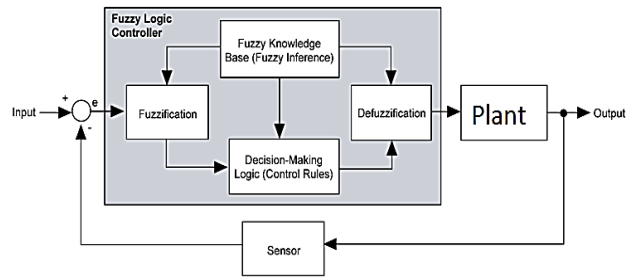 Fuzzy Logic
Controller
Fuzzy Knowledge
Base (Fuzzy Inference)
Input
+
-
e
Fuzzification
Defuzzification
Plant
Output
Decision-Making
Logic (Control Rules)
Sensor